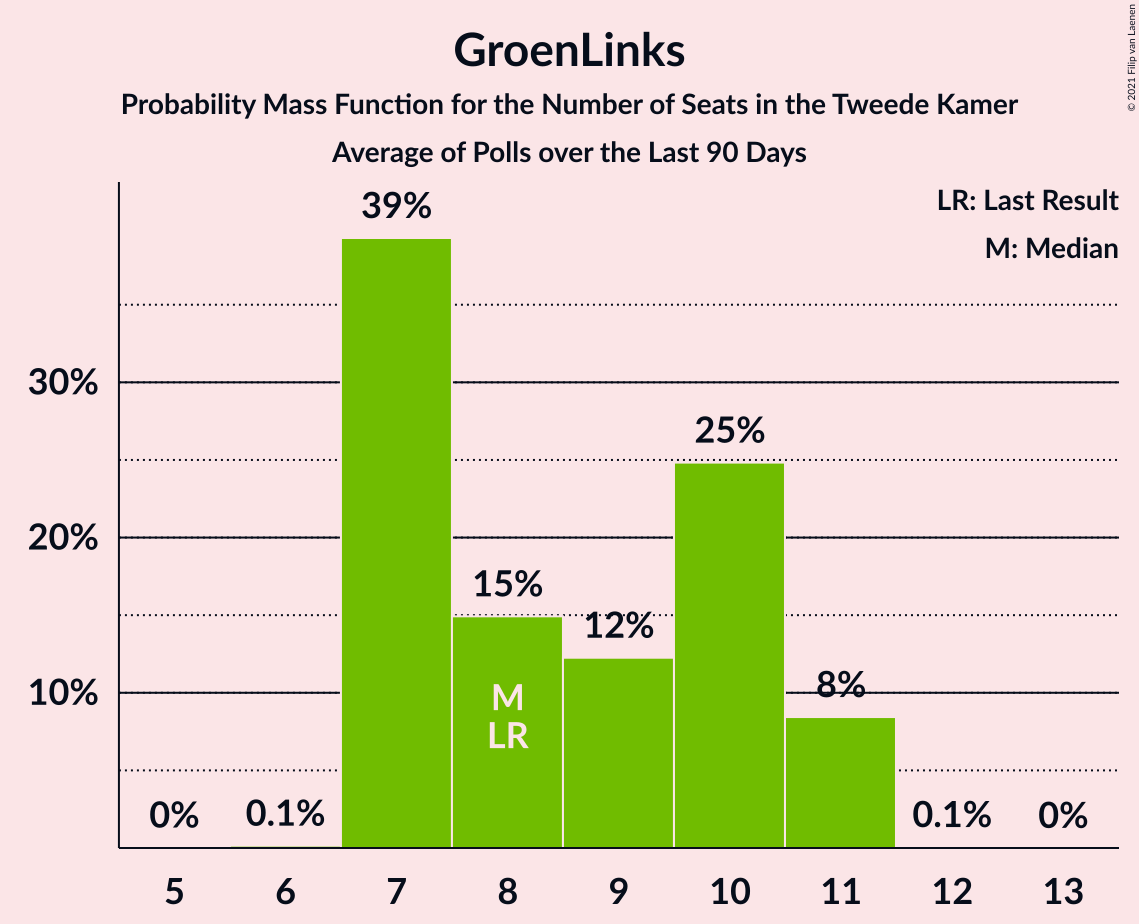 GroenLinks
Probability Mass Function for the Number of Seats in the Tweede Kamer
Average of Polls over the Last 90 Days
© 2021 Filip van Laenen
LR: Last Result
M: Median
39%
30%
25%
20%
15%
12%
10%
8%
M
LR
0%
0.1%
0.1%
0%
5
6
7
8
9
10
11
12
13